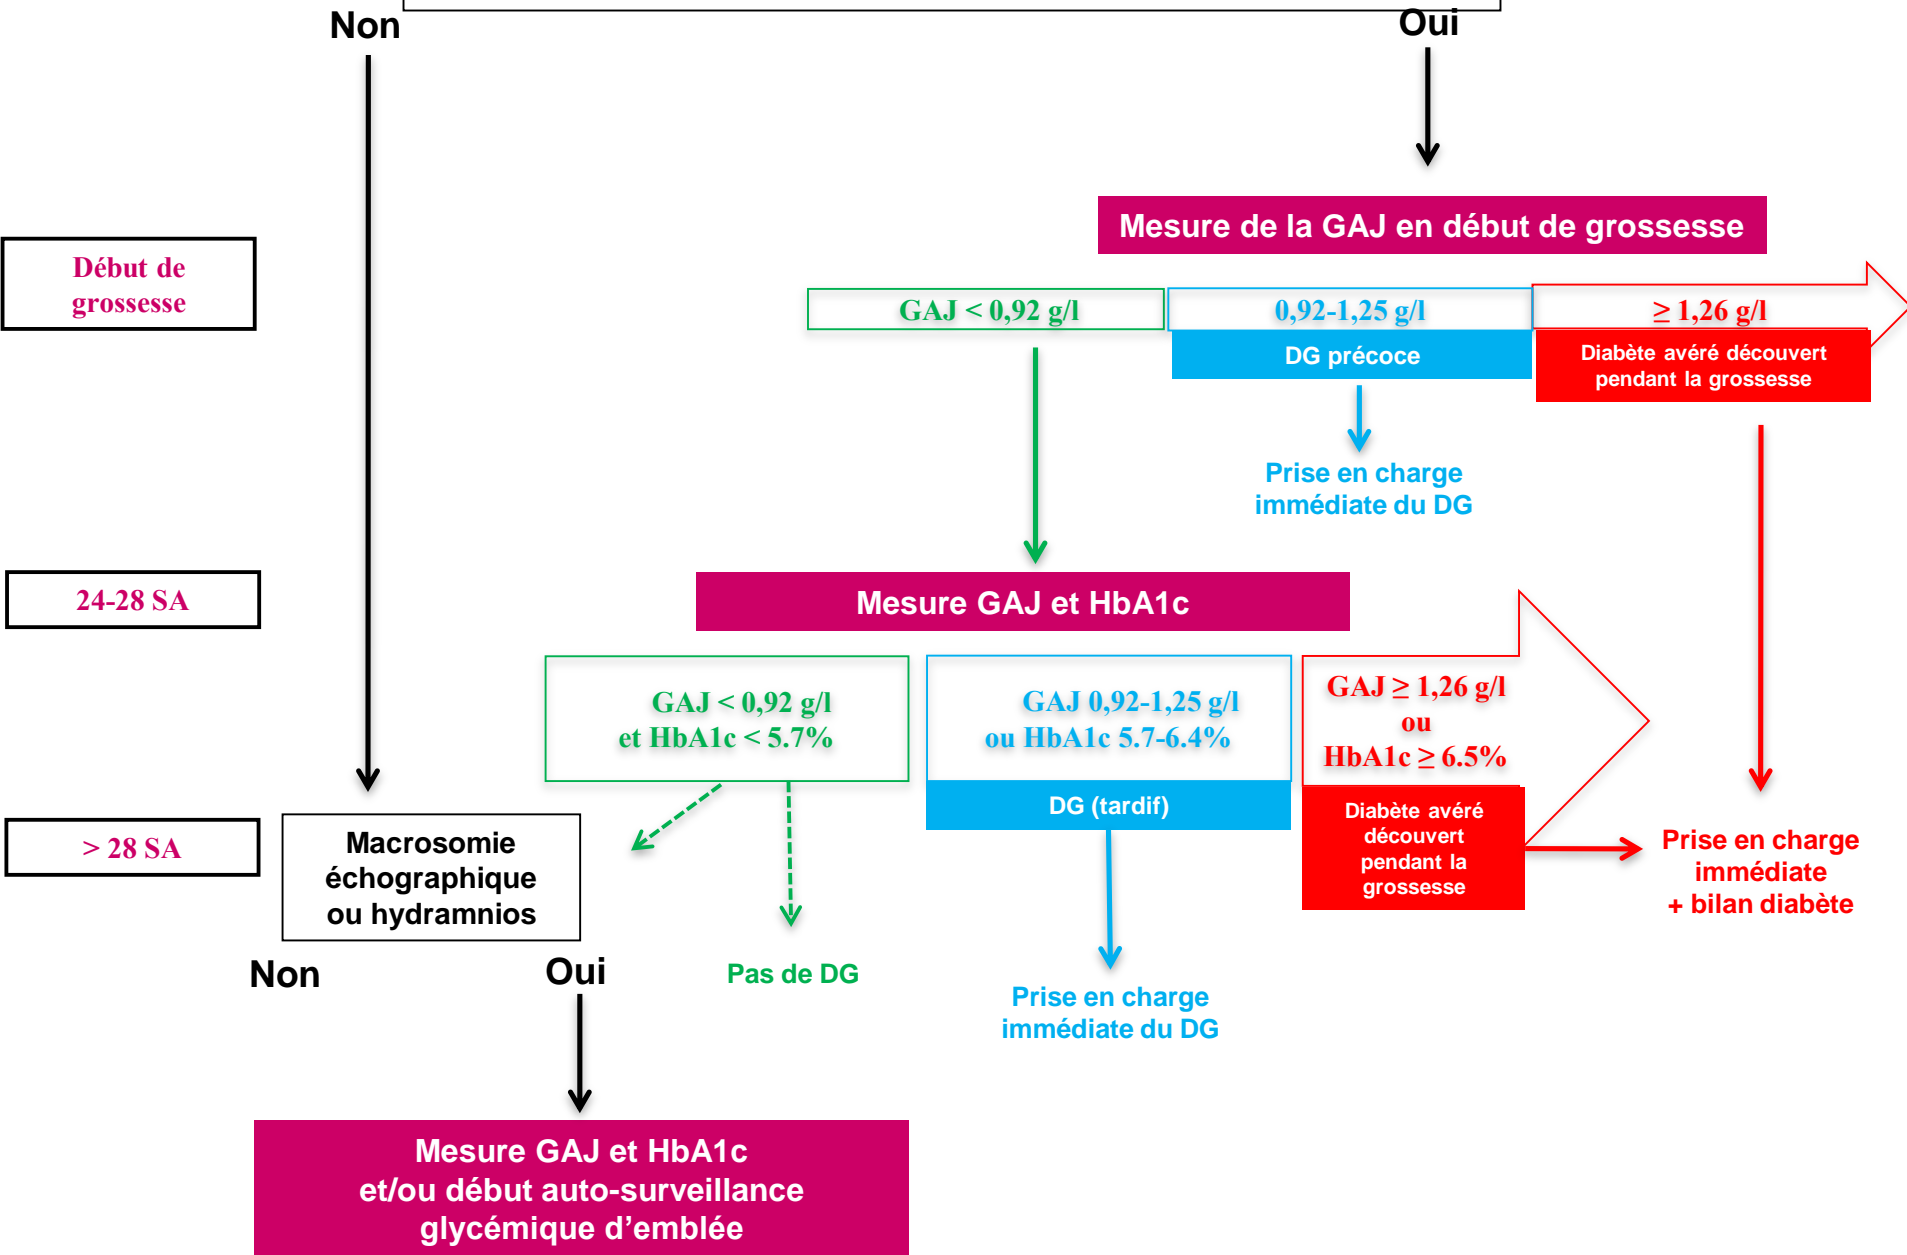 Non
Oui
Mesure de la GAJ en début de grossesse
Début de
grossesse
GAJ < 0,92 g/l
0,92-1,25 g/l
≥ 1,26 g/l
DG précoce
Diabète avéré découvert
pendant la grossesse
Prise en charge
immédiate du DG
24-28 SA
Mesure GAJ et HbA1c
GAJ < 0,92 g/l
et HbA1c < 5.7%
GAJ 0,92-1,25 g/l
ou HbA1c 5.7-6.4%
GAJ ≥ 1,26 g/l
ou
HbA1c ≥ 6.5%
DG (tardif)
Diabète avéré
découvert
pendant la
grossesse
> 28 SA
Macrosomie
échographique
ou hydramnios
Prise en charge
immédiate
+ bilan diabète
Non
Oui
Pas de DG
Prise en charge
immédiate du DG
Mesure GAJ et HbA1c
et/ou début auto-surveillance
glycémique d'emblée